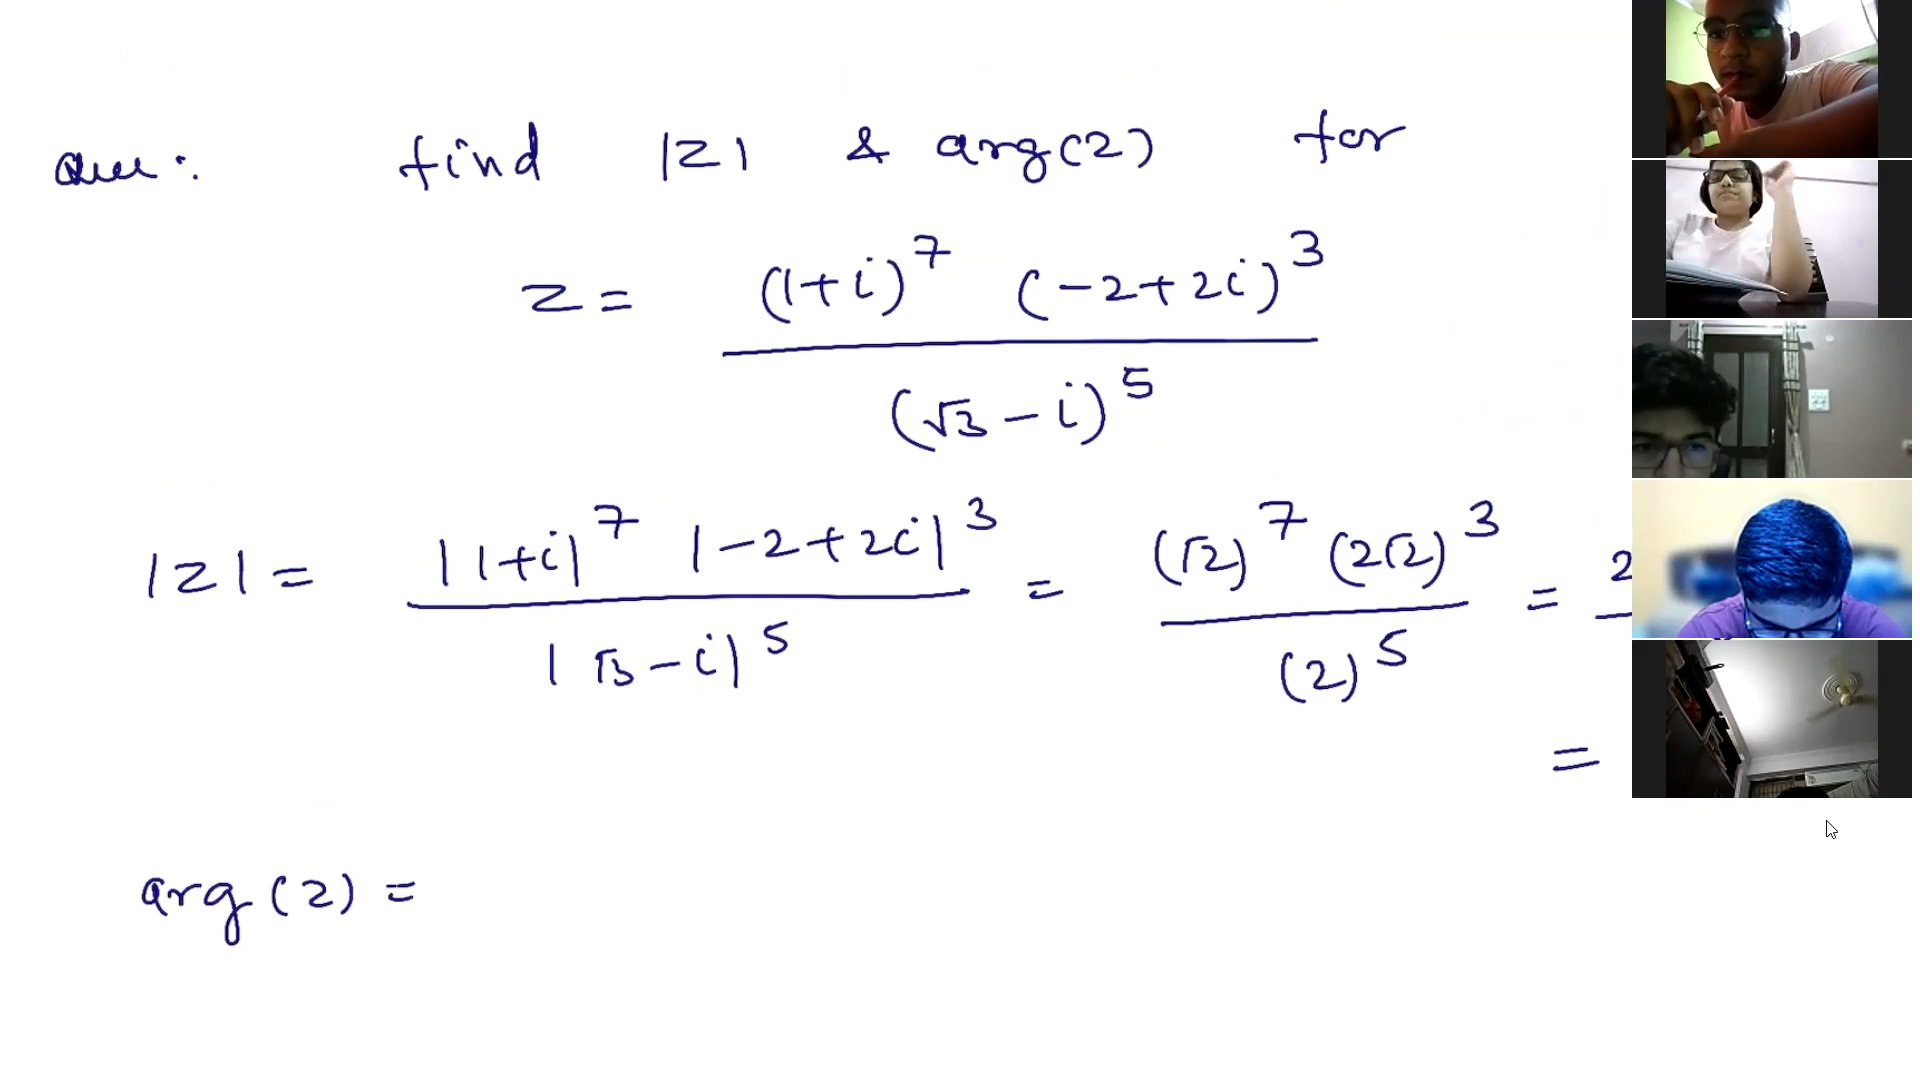 Que: find |z| & arg(z) for
z = (1+i)^7 (-2+2i)^3 / (√3-i)^5
|z| = |1+i|^7 |-2+2i|^3 / |√3-i|^5 = (√2)^7 (2√2)^3 / (2)^5 = 2
=
arg(z) =